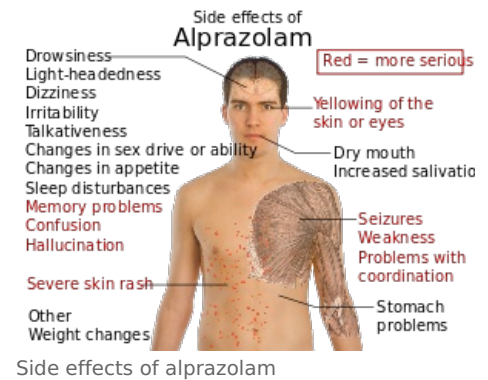 Side effects of
Alprazolam
Red = more serious
Drowsiness
Light-headedness
Dizziness
Irritability
Talkativeness
Changes in sex drive or ability
Changes in appetite
Sleep disturbances
Memory problems
Confusion
Hallucination
Severe skin rash
Other
Weight changes
Yellowing of the
skin or eyes
Dry mouth
Increased salivatio
Seizures
Weakness
Problems with
coordination
Stomach
problems
Side effects of alprazolam